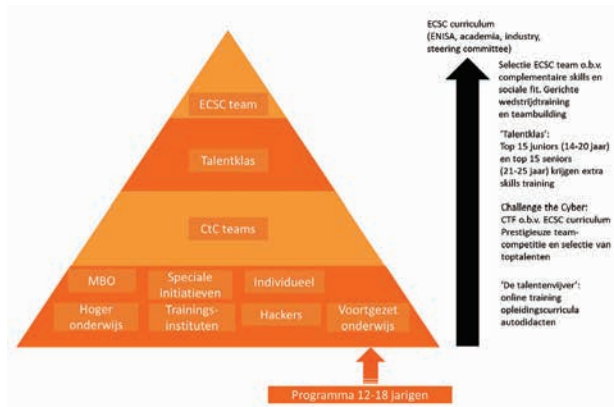 ECSC team
Talentklas
CtC teams
MBO
Speciale
initiatieven
Individueel
Hoger
onderwijs
Trainings-
instituten
Hackers
Voortgezet
onderwijs
Programma 12-18 jarigen
ECSC curriculum
(ENISA, academia, industry,
steering committee)
Selectie ECSC team o.b.v.
complementaire skills en
sociale fit. Gerichte
wedstrijdtraining
en teambuilding
'Talentklas':
Top 15 juniors (14-20 jaar)
en top 15 seniors
(21-25 jaar) krijgen extra
skills training
Challenge the Cyber:
CTF o.b.v. ECSC curriculum
Prestigieuze team-
competitie en selectie van
toptalenten
'De talentenvijver':
online training
opleidingscurricula
autodidacten